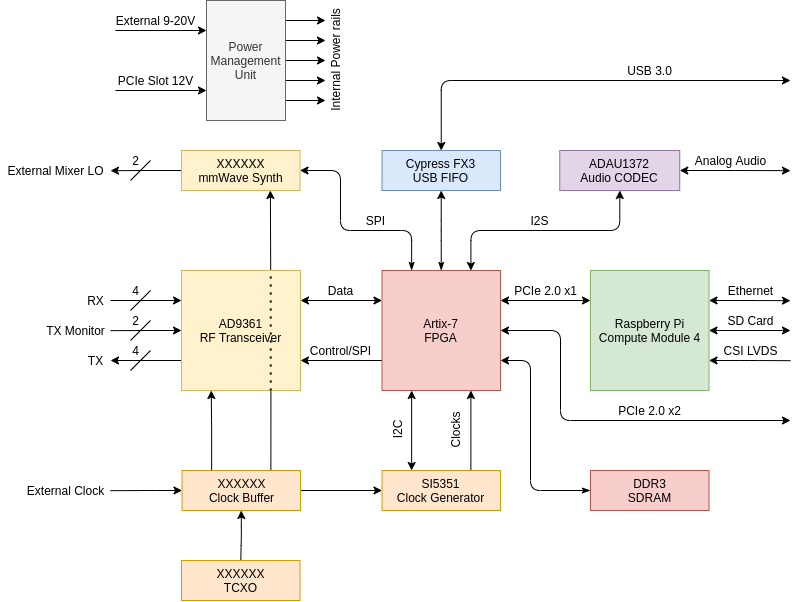 External 9-20V
PCIe Slot 12V
Power
Management
Unit
Internal Power rails
USB 3.0
External Mixer LO
2
XXXXXX
mmWave Synth
Cypress FX3
USB FIFO
ADAU1372
Audio CODEC
Analog Audio
SPI
I2S
RX
4
TX Monitor
2
TX
4
AD9361
RF Transceiver
Data
Control/SPI
Artix-7
FPGA
PCIe 2.0 x1
Raspberry Pi
Compute Module 4
Ethernet
SD Card
CSI LVDS
PCIe 2.0 x2
I2C
Clocks
External Clock
XXXXXX
Clock Buffer
SI5351
Clock Generator
DDR3
SDRAM
XXXXXX
TCXO